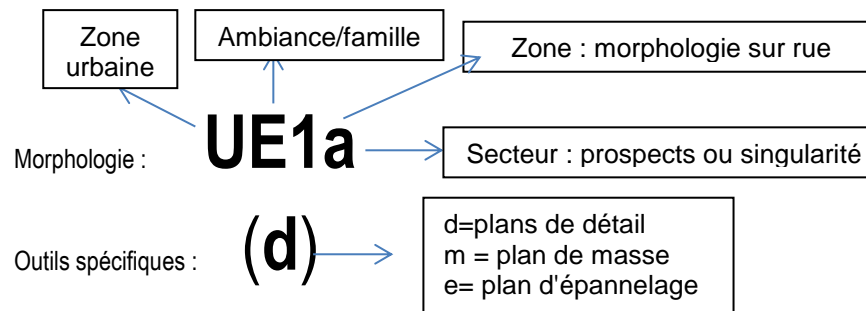 Zone
urbaine
Ambiance/famille
Zone : morphologie sur rue
Morphologie :
UE1a
Secteur : prospects ou singularité
Outils spécifiques :
(d)
d=plans de détail
m = plan de masse
e= plan d'épannelage